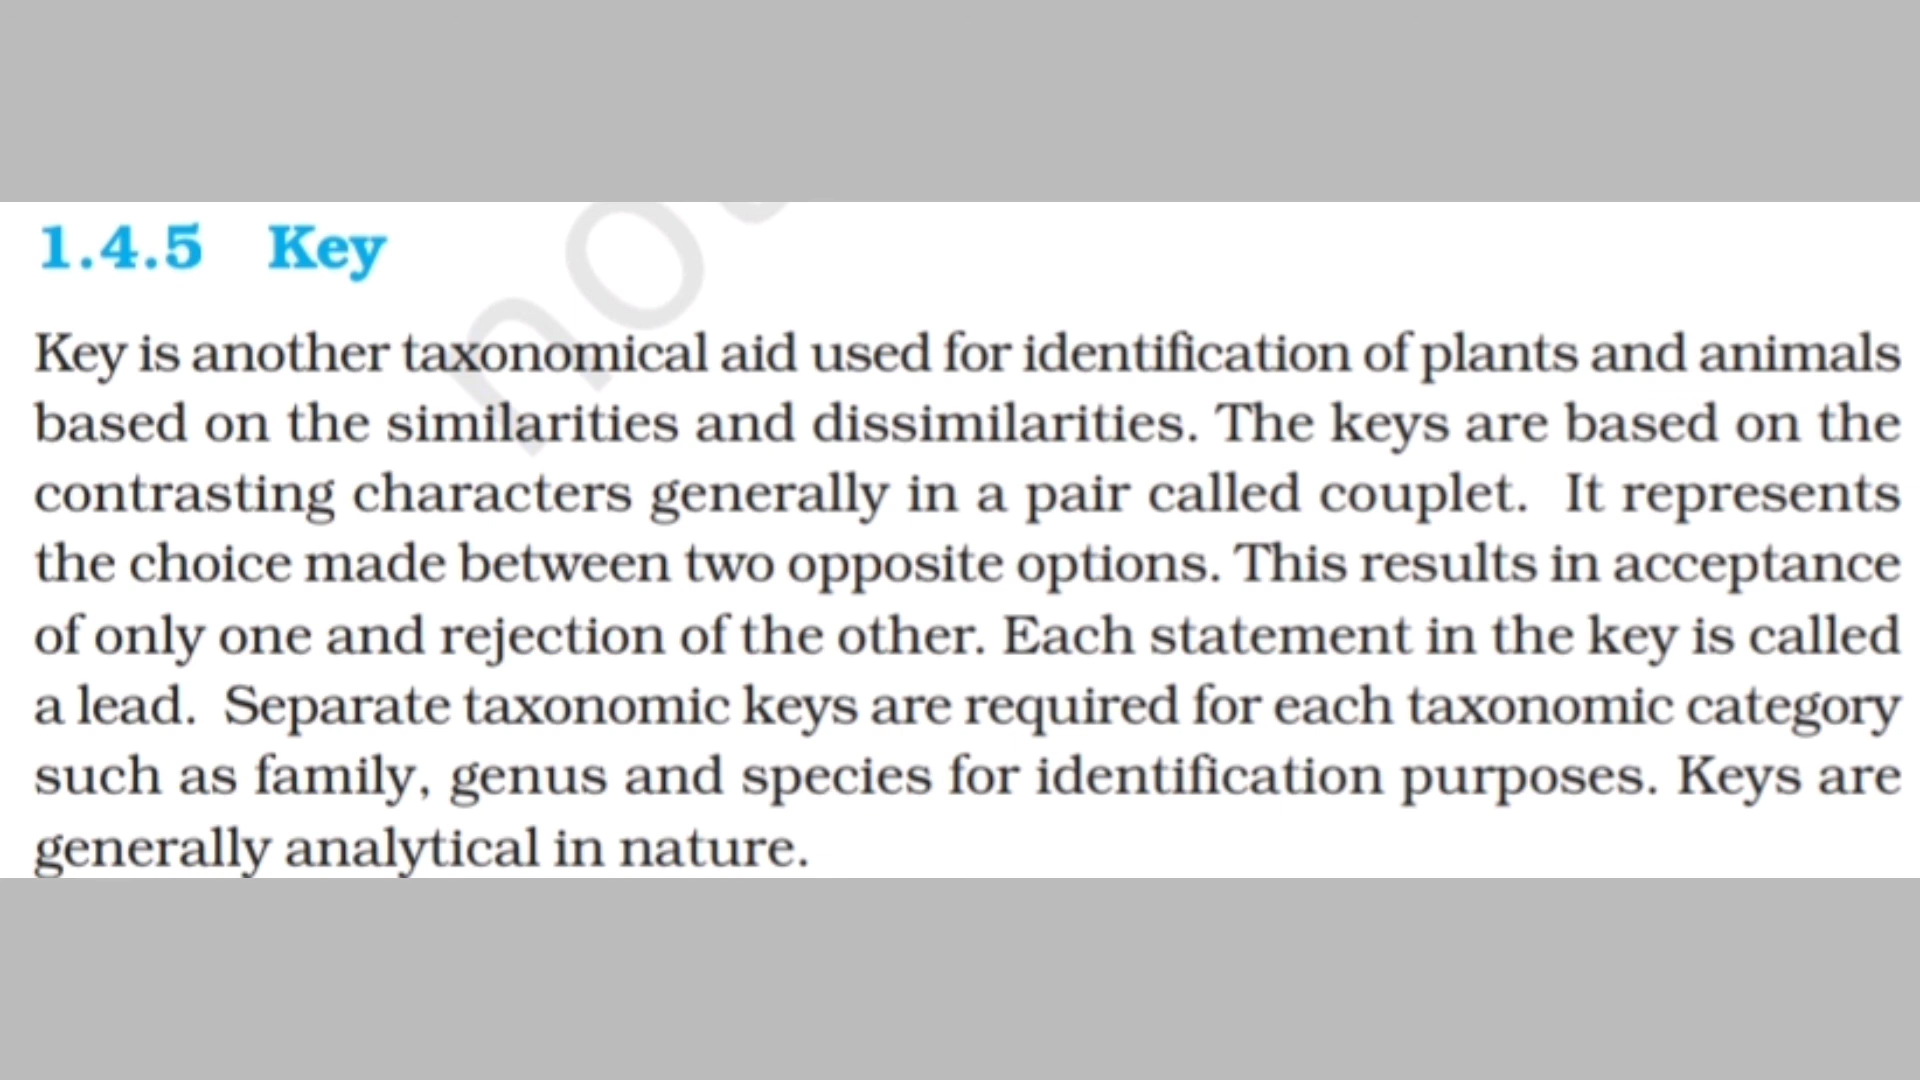 1.4.5 Key
Key is another taxonomical aid used for identification of plants and animals
based on the similarities and dissimilarities. The keys are based on the
contrasting characters generally in a pair called couplet. It represents
the choice made between two opposite options. This results in acceptance
of only one and rejection of the other. Each statement in the key is called
a lead. Separate taxonomic keys are required for each taxonomic category
such as family, genus and species for identification purposes. Keys are
generally analytical in nature.